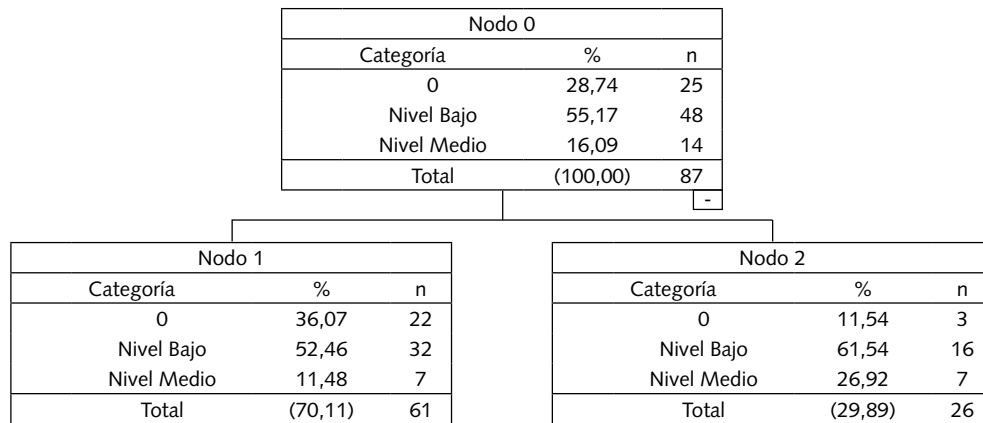 Nodo 0
Categoría % n
0 28,74 25
Nivel Bajo 55,17 48
Nivel Medio 16,09 14
Total (100,00) 87
-
Nodo 1
Categoría % n
0 36,07 22
Nivel Bajo 52,46 32
Nivel Medio 11,48 7
Total (70,11) 61
Nodo 2
Categoría % n
0 11,54 3
Nivel Bajo 61,54 16
Nivel Medio 26,92 7
Total (29,89) 26